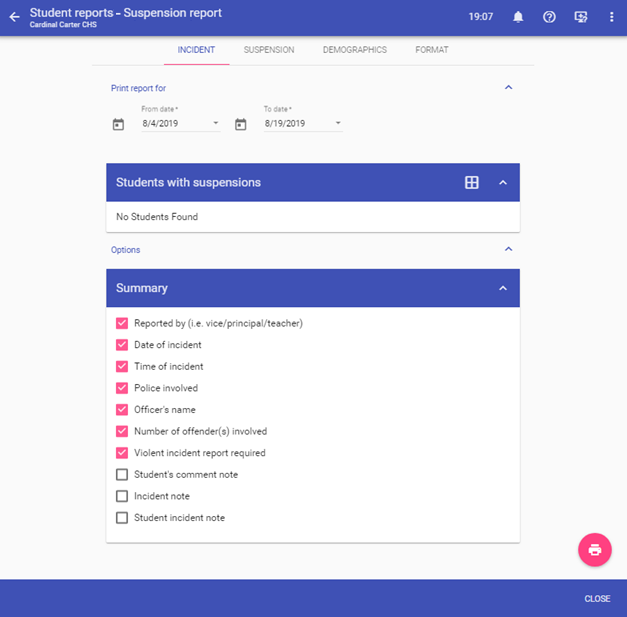 Student reports - Suspension report
Cardinal Carter CHS
19:07
INCIDENT
SUSPENSION
DEMOGRAPHICS
FORMAT
Print report for
From date *
To date *
8/4/2019
8/19/2019
Students with suspensions
No Students Found
Options
Summary
Reported by (i.e. vice/principal/teacher)
Date of incident
Time of incident
Police involved
Officer's name
Number of offender(s) involved
Violent incident report required
Student's comment note
Incident note
Student incident note
CLOSE